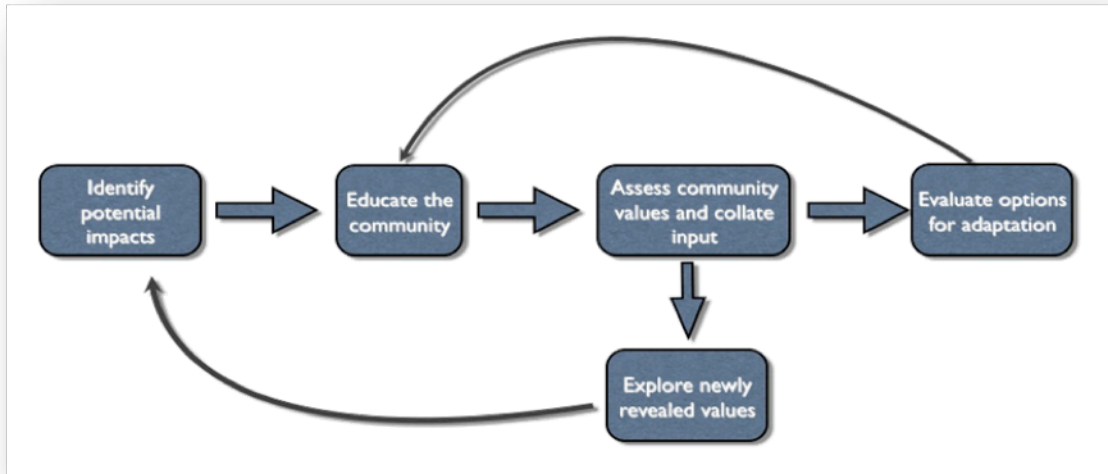 Identify
potential
impacts
Educate the
community
Assess community
values and collate
input
Evaluate options
for adaptation
Explore newly
revealed values